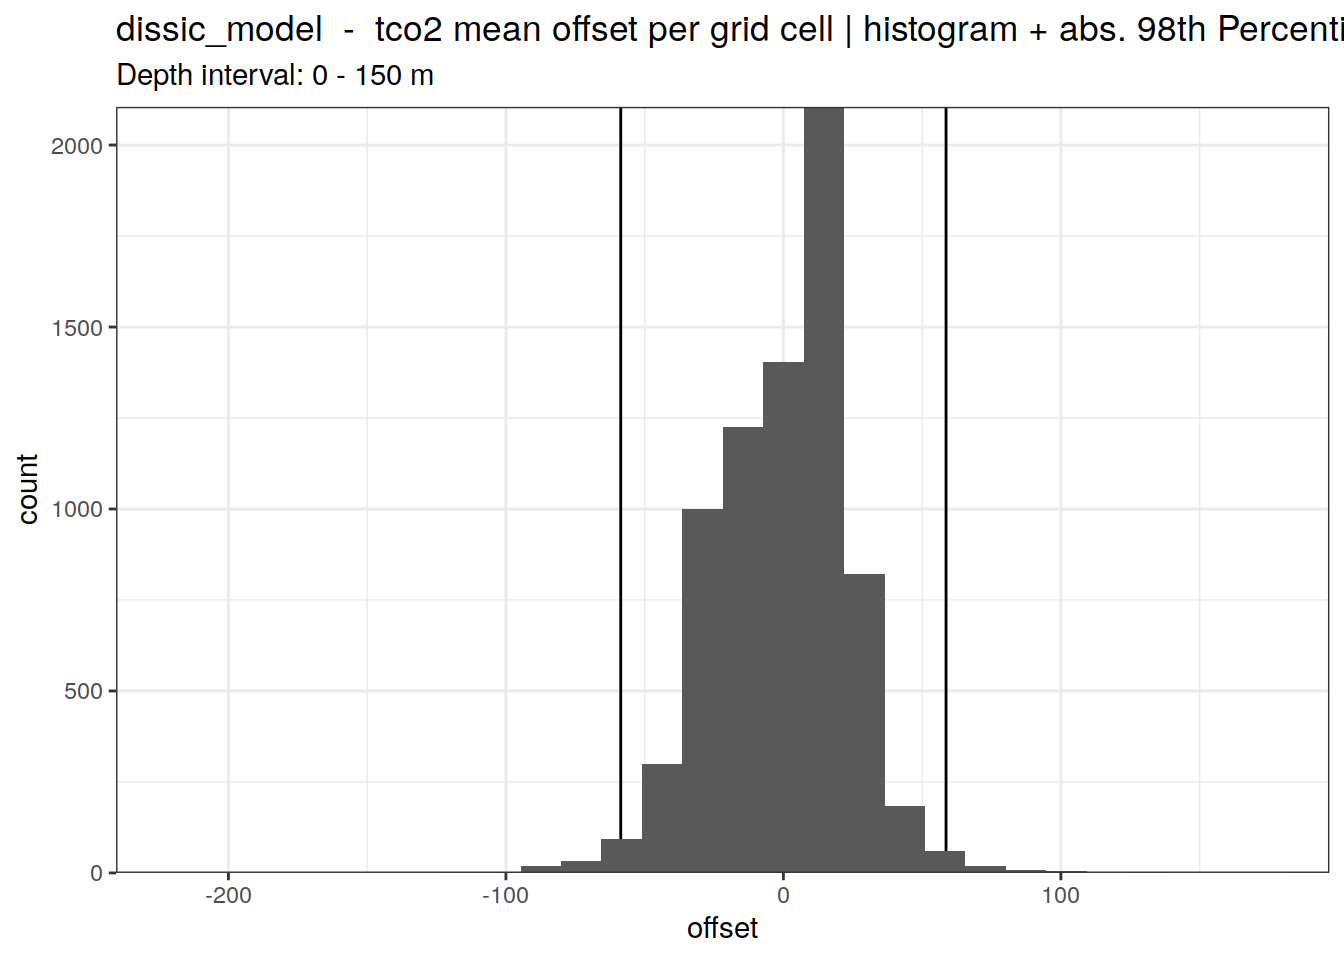 dissic_model - tco2 mean offset per grid cell | histogram + abs. 98th Percenti
Depth interval: 0 - 150 m
2000
1500
1000
500
0
count
-200 -100 0 100
offset